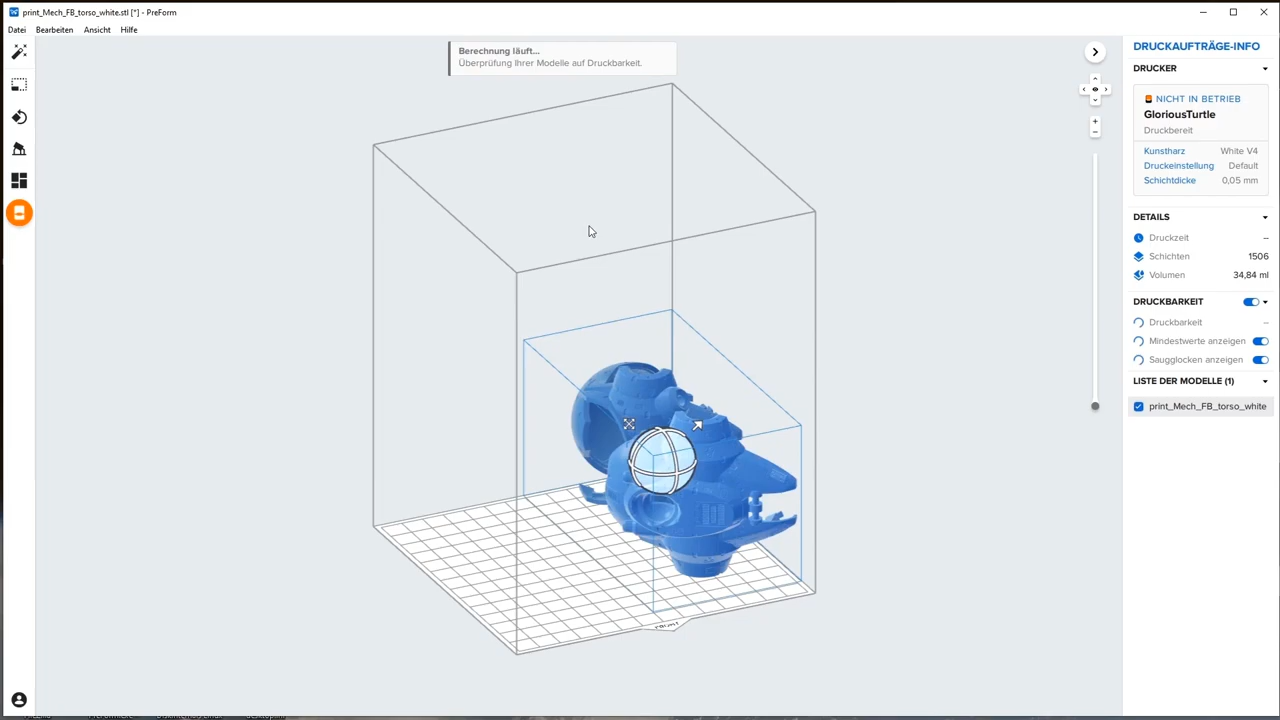 print_Mech_FB_torso_white.stl [*] - PreForm
Datei Bearbeiten Ansicht Hilfe
Berechnung läuft...
Überprüfung Ihrer Modelle auf Druckbarkeit.
DRUCKAUFTRÄGE-INFO
DRUCKER
NICHT IN BETRIEB
GloriousTurtle
Druckbereit
Kunstharz White V4
Druckeinstellung Default
Schichtdicke 0,05 mm
DETAILS
Druckzeit --
Schichten 1506
Volumen 34,84 ml
DRUCKBARKEIT
Druckbarkeit --
Mindestwerte anzeigen
Saugglocken anzeigen
LISTE DER MODELLE (1)
print_Mech_FB_torso_white